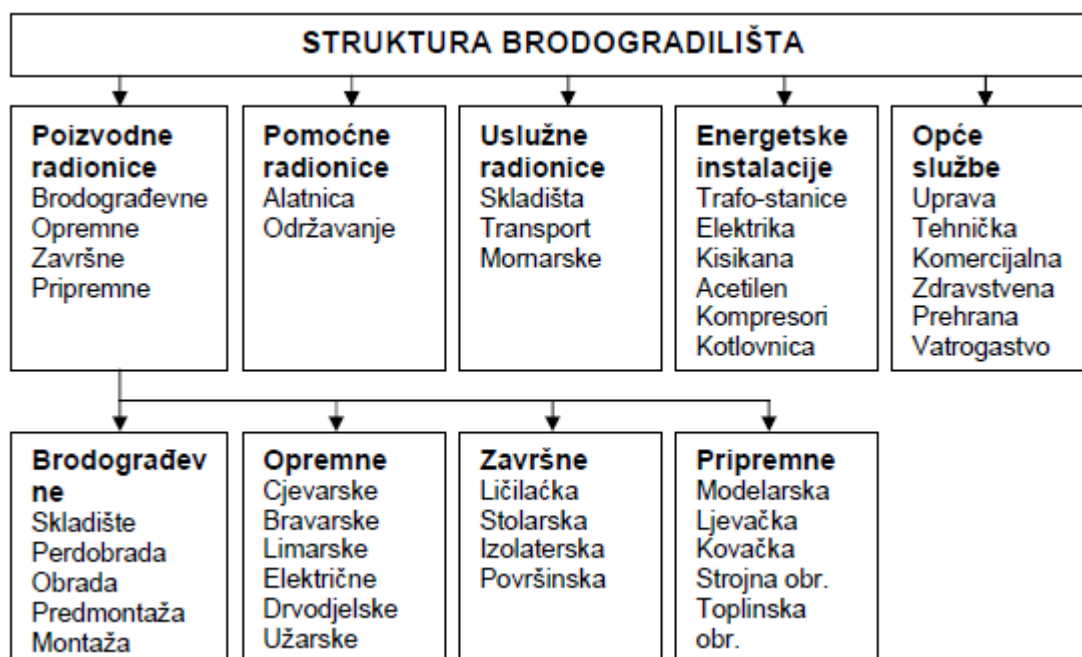 STRUKTURA BRODOGRADILIŠTA
Poizvodne
radionice
Brodograđevne
Opremne
Završne
Pripremne
Pomoćne
radionice
Alatnica
Održavanje
Uslužne
radionice
Skladišta
Transport
Mornarske
Energetske
instalacije
Trafo-stanice
Elektrika
Kisikana
Acetilen
Kompresori
Kotlovnica
Opće
službe
Uprava
Tehnička
Komercijalna
Zdravstvena
Prehrana
Vatrogastvo
Brodograđev
ne
Skladište
Perdobrada
Obrada
Predmontaža
Montaža
Opremne
Cjevarske
Bravarske
Limarske
Električne
Drvodjelske
Užarske
Završne
Ličilaćka
Stolarska
Izolaterska
Površinska
Pripremne
Modelarska
Ljevačka
Kovačka
Strojna obr.
Toplinska
obr.